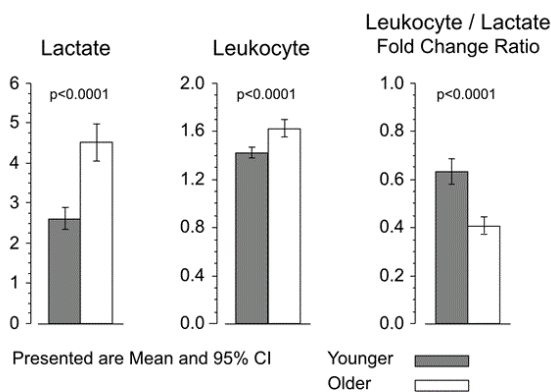 Lactate
Leukocyte
Leukocyte / Lactate
Fold Change Ratio
6
5
4
3
2
1
0
p<0.0001
2.0
1.6
1.2
0.8
0.4
0.0
p<0.0001
1.0
0.8
0.6
0.4
0.2
0.0
p<0.0001
Presented are Mean and 95% CI
Younger
Older